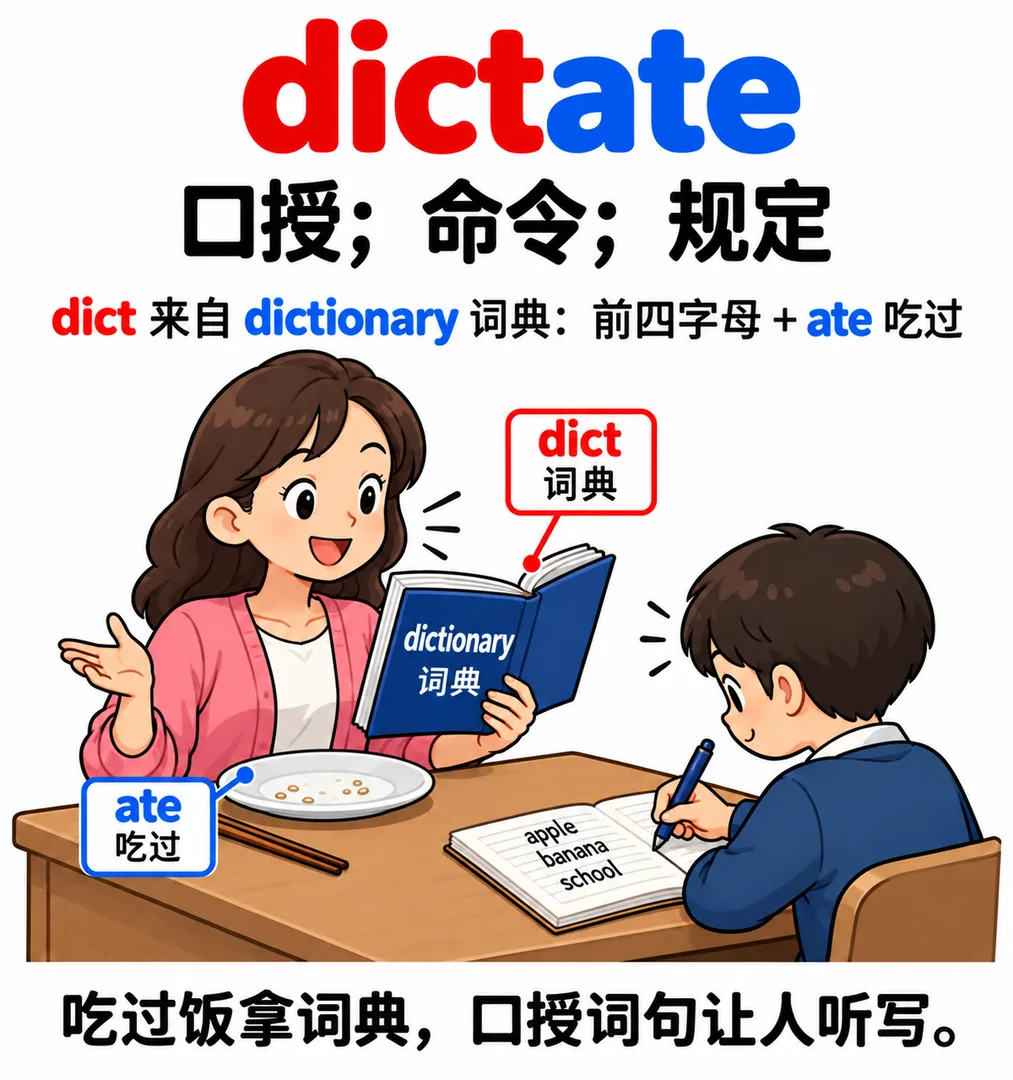 dictate
口授；命令；规定
dict 来自 dictionary 词典：前四字母 + ate 吃过
dict
词典
dictionary
词典
ate
吃过
apple
banana
school
吃过饭拿词典，口授词句让人听写。